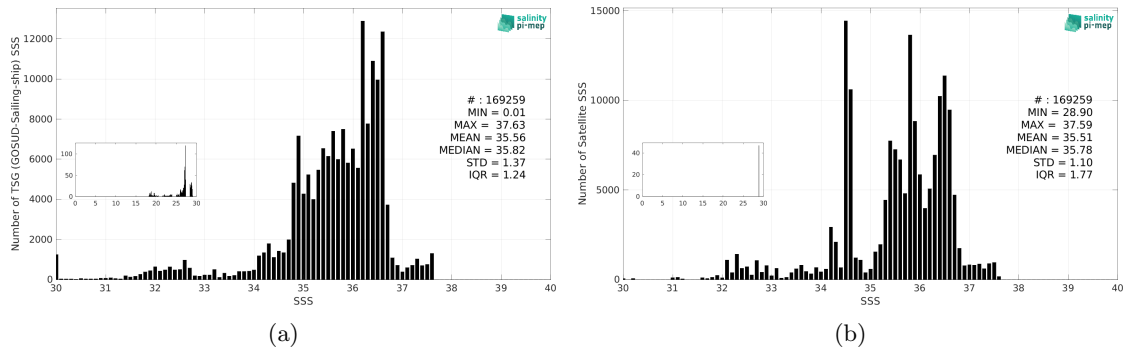 salinity
pi-mep
Number of TSG (GOSUD-Sailing-ship) SSS
12000
10000
8000
6000
4000
2000
0
# : 169259
MIN = 0.01
MAX = 37.63
MEAN = 35.56
MEDIAN = 35.82
STD = 1.37
IQR = 1.24
100
50
0
0 5 10 15 20 25 30
30 31 32 33 34 35 36 37 38 39 40
SSS
(a)
salinity
pi-mep
Number of Satellite SSS
15000
10000
5000
0
# : 169259
MIN = 28.90
MAX = 37.59
MEAN = 35.51
MEDIAN = 35.78
STD = 1.10
IQR = 1.77
40
20
0
0 5 10 15 20 25 30
30 31 32 33 34 35 36 37 38 39 40
SSS
(b)